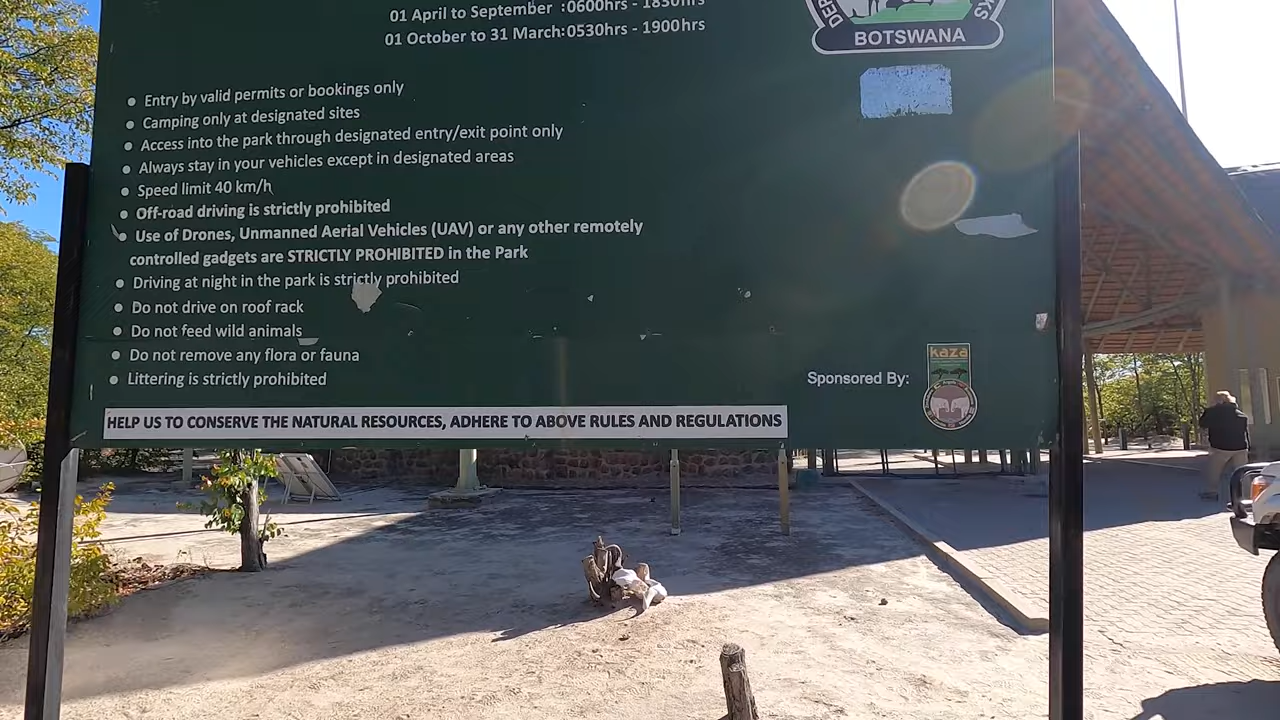 01 April to September :0600hrs - 1830hrs
01 October to 31 March:0530hrs - 1900hrs
BOTSWANA
Entry by valid permits or bookings only
Camping only at designated sites
Access into the park through designated entry/exit point only
Always stay in your vehicles except in designated areas
Speed limit 40 km/h
Off-road driving is strictly prohibited
Use of Drones, Unmanned Aerial Vehicles (UAV) or any other remotely
controlled gadgets are STRICTLY PROHIBITED in the Park
Driving at night in the park is strictly prohibited
Do not drive on roof rack
Do not feed wild animals
Do not remove any flora or fauna
Littering is strictly prohibited
Sponsored By:
kaza
HELP US TO CONSERVE THE NATURAL RESOURCES, ADHERE TO ABOVE RULES AND REGULATIONS